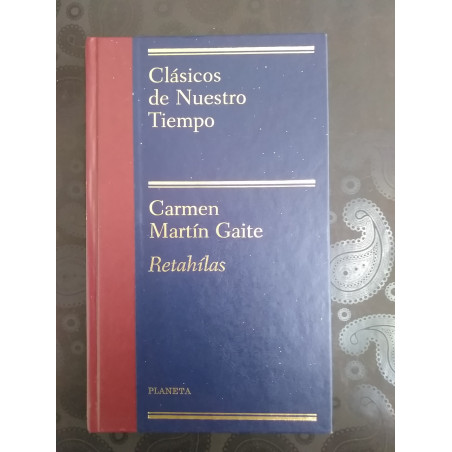 Clásicos
de Nuestro
Tiempo
Carmen
Martín Gaite
Retahílas
PLANETA